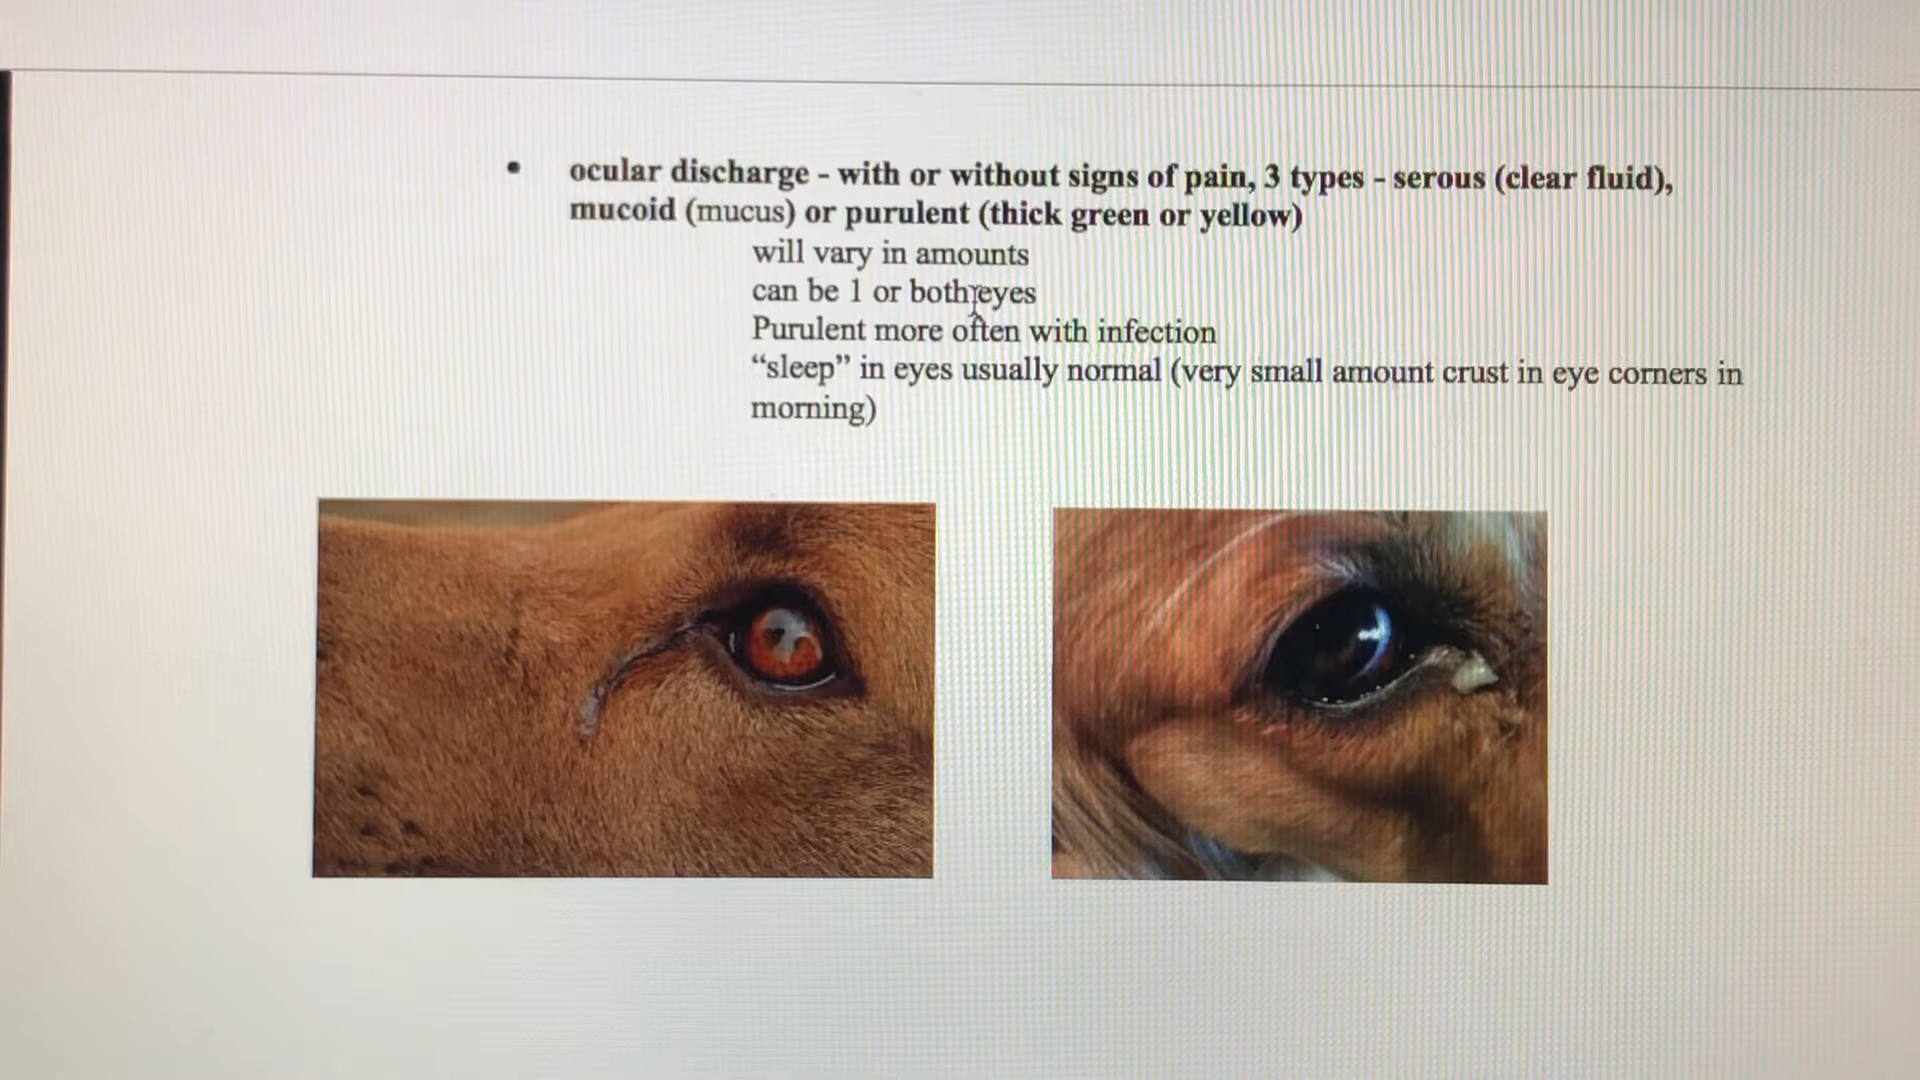 • ocular discharge - with or without signs of pain, 3 types - serous (clear fluid),
mucoid (mucus) or purulent (thick green or yellow)
will vary in amounts
can be 1 or both eyes
Purulent more often with infection
“sleep” in eyes usually normal (very small amount crust in eye corners in
morning)